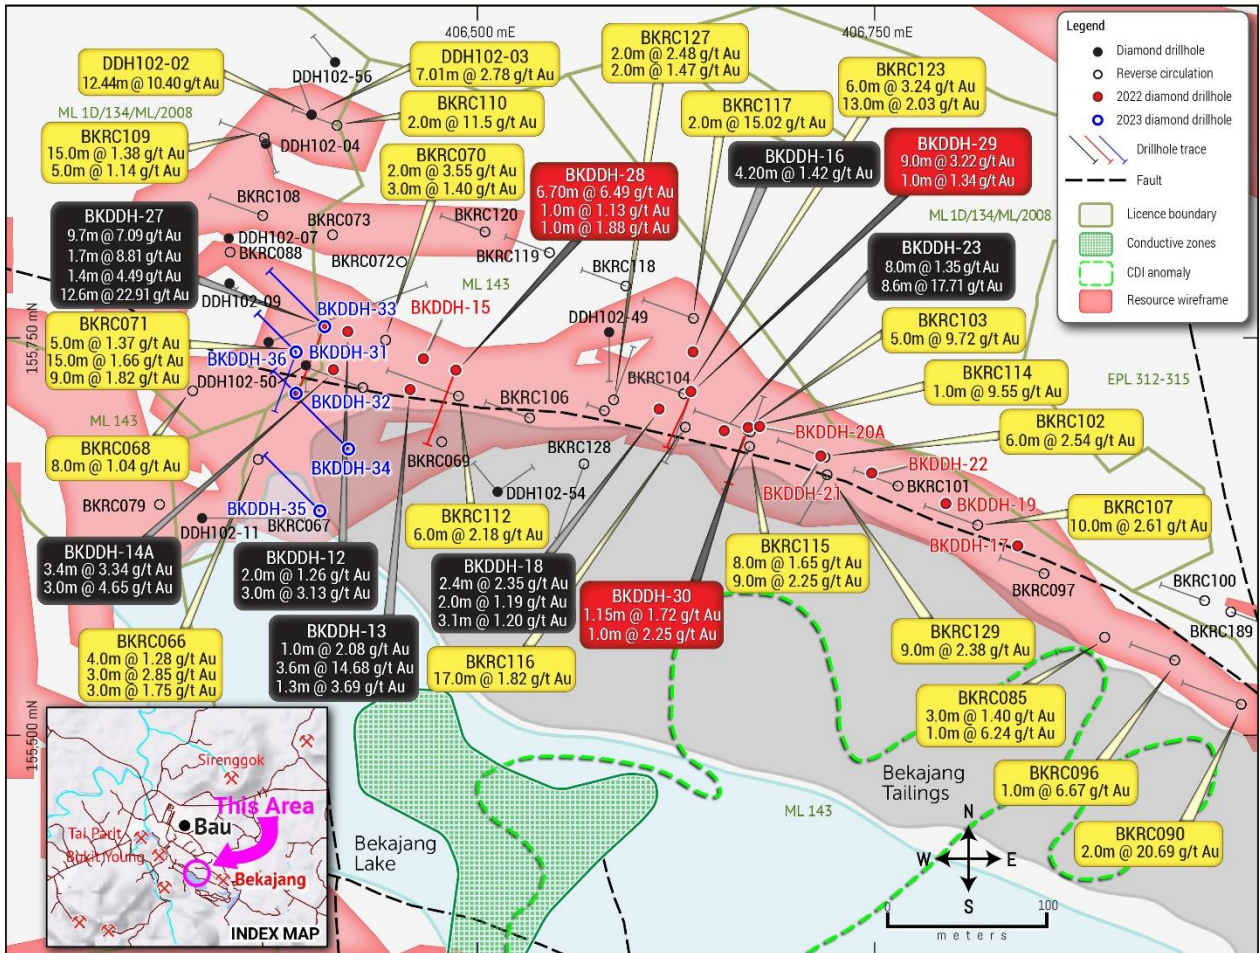 406,500 mE
406,750 mE
155,750 mN
155,500 mN
DDH102-02
12.44m @ 10.40 g/t Au
DDH102-03
7.01m @ 2.78 g/t Au
DDH102-56
BKRC110
2.0m @ 11.5 g/t Au
BKRC127
2.0m @ 2.48 g/t Au
2.0m @ 1.47 g/t Au
BKRC117
2.0m @ 15.02 g/t Au
BKRC123
6.0m @ 3.24 g/t Au
13.0m @ 2.03 g/t Au
Legend
Diamond drillhole
Reverse circulation
2022 diamond drillhole
2023 diamond drillhole
Drillhole trace
Fault
Licence boundary
Conductive zones
CDI anomaly
Resource wireframe
ML 1D/134/ML/2008
BKRC109
15.0m @ 1.38 g/t Au
5.0m @ 1.14 g/t Au
DDH102-04
BKRC070
2.0m @ 3.55 g/t Au
3.0m @ 1.40 g/t Au
BKDDH-28
6.70m @ 6.49 g/t Au
1.0m @ 1.13 g/t Au
1.0m @ 1.88 g/t Au
BKDDH-16
4.20m @ 1.42 g/t Au
BKDDH-29
9.0m @ 3.22 g/t Au
1.0m @ 1.34 g/t Au
ML 1D/134/ML/2008
BKDDH-27
9.7m @ 7.09 g/t Au
1.7m @ 8.81 g/t Au
1.4m @ 4.49 g/t Au
12.6m @ 22.91 g/t Au
BKRC108
BKRC073
DDH102-07
BKRC088
BKRC072
BKRC120
BKRC119
BKRC118
BKDDH-23
8.0m @ 1.35 g/t Au
8.6m @ 17.71 g/t Au
DDH102-09
ML 143
BKDDH-33
BKDDH-15
DDH102-49
BKRC071
5.0m @ 1.37 g/t Au
15.0m @ 1.66 g/t Au
9.0m @ 1.82 g/t Au
BKDDH-36
BKDDH-31
BKRC103
5.0m @ 9.72 g/t Au
BKRC114
1.0m @ 9.55 g/t Au
EPL 312-315
DDH102-50
BKDDH-32
BKRC104
BKRC106
ML 143
BKRC102
6.0m @ 2.54 g/t Au
BKRC068
8.0m @ 1.04 g/t Au
BKDDH-34
BKRC069
BKRC128
BKDDH-20A
BKDDH-22
BKRC101
BKDDH-21
BKRC079
BKDDH-35
BKRC067
DDH102-11
DDH102-54
BKRC112
6.0m @ 2.18 g/t Au
BKDDH-19
BKRC107
10.0m @ 2.61 g/t Au
BKDDH-17
BKDDH-14A
3.4m @ 3.34 g/t Au
3.0m @ 4.65 g/t Au
BKDDH-12
2.0m @ 1.26 g/t Au
3.0m @ 3.13 g/t Au
BKDDH-18
2.4m @ 2.35 g/t Au
2.0m @ 1.19 g/t Au
3.1m @ 1.20 g/t Au
BKRC115
8.0m @ 1.65 g/t Au
9.0m @ 2.25 g/t Au
BKRC097
BKRC100
BKRC189
BKDDH-30
1.15m @ 1.72 g/t Au
1.0m @ 2.25 g/t Au
BKRC066
4.0m @ 1.28 g/t Au
3.0m @ 2.85 g/t Au
3.0m @ 1.75 g/t Au
BKDDH-13
1.0m @ 2.08 g/t Au
3.6m @ 14.68 g/t Au
1.3m @ 3.69 g/t Au
BKRC116
17.0m @ 1.82 g/t Au
BKRC129
9.0m @ 2.38 g/t Au
BKRC085
3.0m @ 1.40 g/t Au
1.0m @ 6.24 g/t Au
BKRC096
1.0m @ 6.67 g/t Au
BKRC090
2.0m @ 20.69 g/t Au
Bekajang
Tailings
ML 143
Bekajang
Lake
Sirenggok
This Area
Bau
Tai Parit
Bukit Young
Bekajang
INDEX MAP
N
W
E
S
0
100
meters